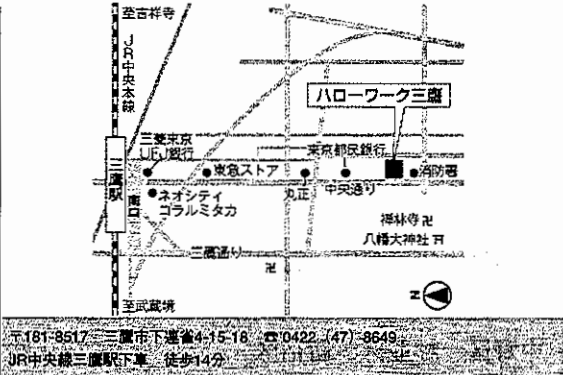 至吉祥寺
JR中央本線
ハローワーク三鷹
三菱東京
UFJ銀行
東京都民銀行
三鷹駅
東急ストア
消防署
南口
ネオシティ
コラルミタカ
丸正
中央通り
禅林寺卍
八幡大神社
三鷹通り
卍
至武蔵境
N
〒181-8517 三鷹市下連雀4-15-18 ☎0422(47)8649
JR中央線三鷹駅下車 徒歩14分